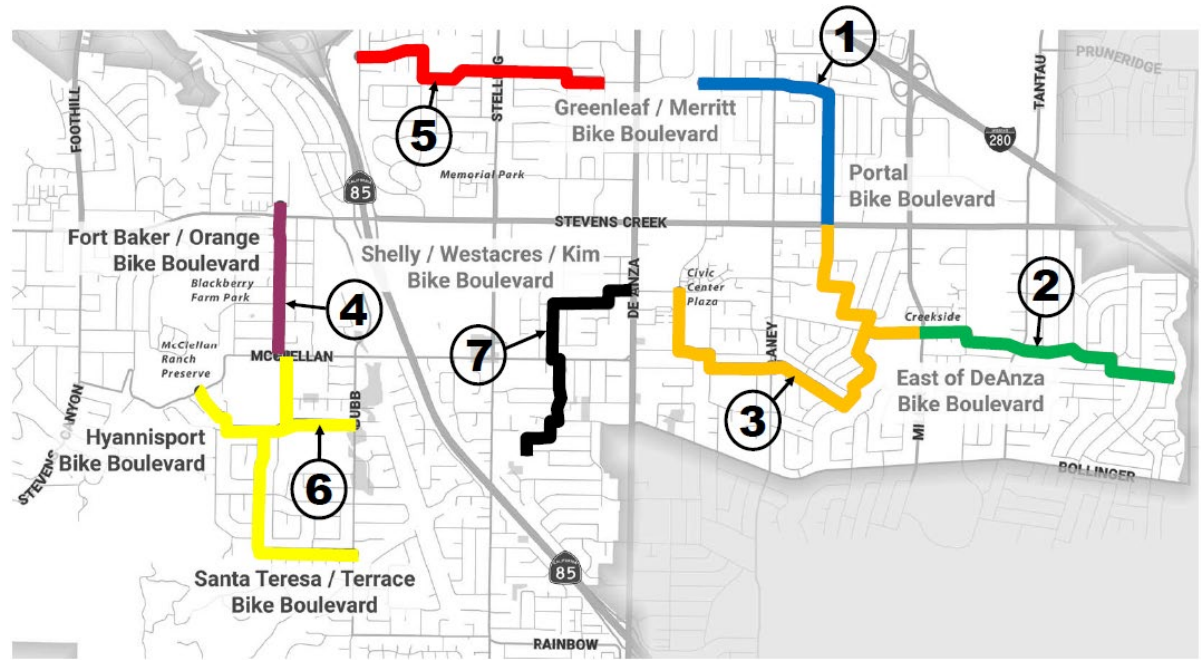 1
PRUNERIDGE
TANTAU
FOOTHILL
STELLING
5
Greenleaf / Merritt
Bike Boulevard
280
Memorial Park
CALIFORNIA
85
Portal
Bike Boulevard
STEVENS CREEK
Fort Baker / Orange
Bike Boulevard
Blackberry
Farm Park
Shelly / Westacres / Kim
Bike Boulevard
DE ANZA
Civic
Center
Plaza
2
4
Creekside
7
McClellan
Ranch
Preserve
MCCLELLAN
3
East of DeAnza
Bike Boulevard
STEVENS CANYON
BUBB
Hyannisport
Bike Boulevard
MI
6
BOLLINGER
85
Santa Teresa / Terrace
Bike Boulevard
RAINBOW